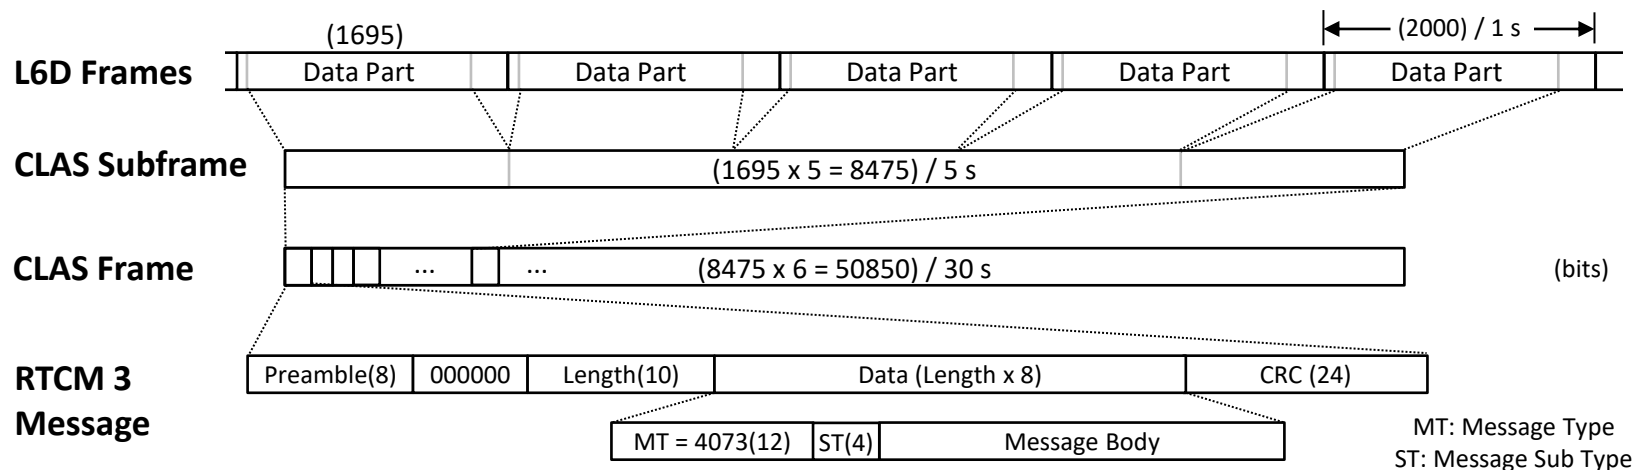 (1695)
(2000) / 1 s
L6D Frames
Data Part
Data Part
Data Part
Data Part
Data Part
CLAS Subframe
(1695 x 5 = 8475) / 5 s
CLAS Frame
...
...
(8475 x 6 = 50850) / 30 s
(bits)
RTCM 3
Message
Preamble(8)
000000
Length(10)
Data (Length x 8)
CRC (24)
MT = 4073(12)
ST(4)
Message Body
MT: Message Type
ST: Message Sub Type